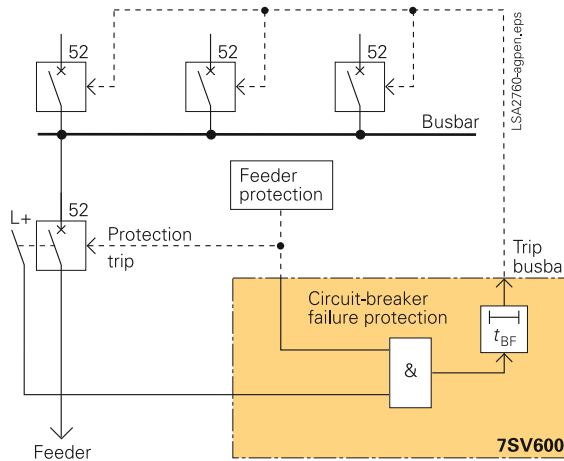 52
52
52
LSA2760-agpen.eps
Busbar
Feeder
protection
L+
52
Protection
trip
Trip
busba
Circuit-breaker
failure protection
tBF
&
7SV600
Feeder